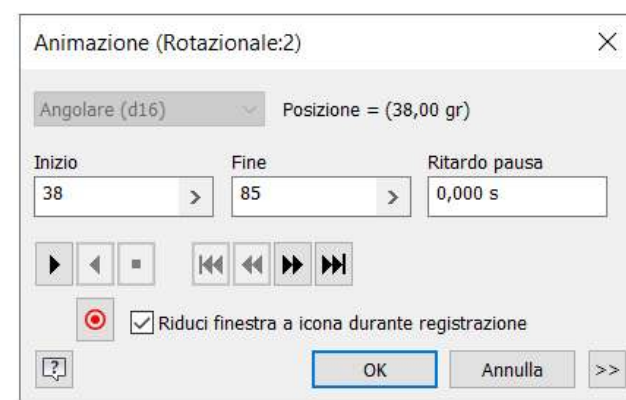 Animazione (Rotazionale:2)
Angolare (d16) Posizione = (38,00 gr)
Inizio Fine Ritardo pausa
38 > 85 > 0,000 s
Riduci finestra a icona durante registrazione
? OK Annulla >>